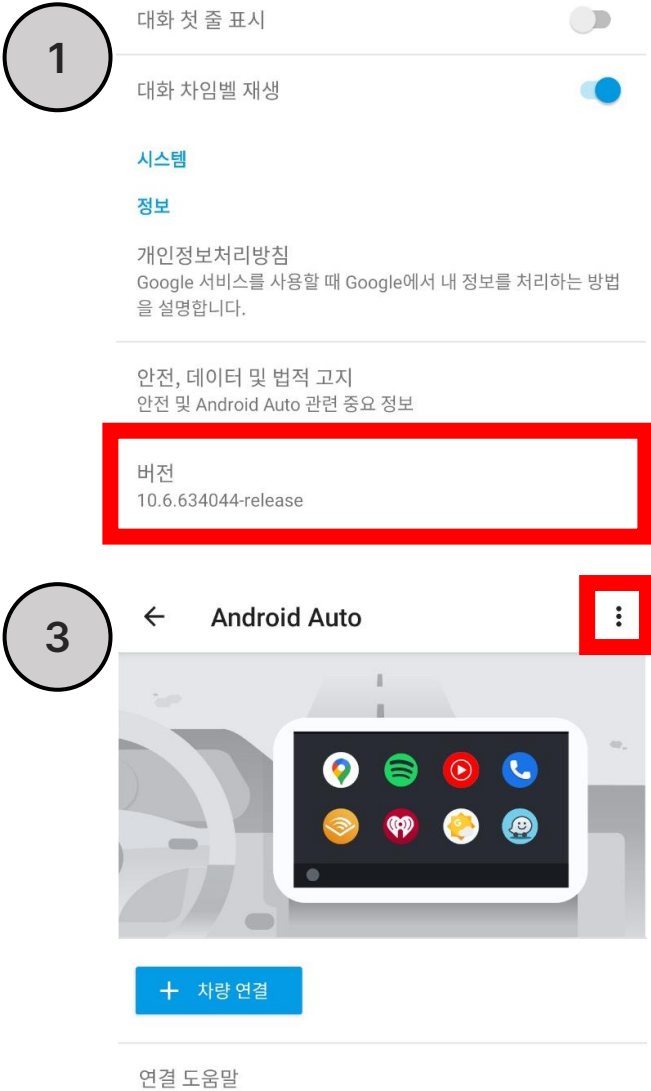 1
대화 첫 줄 표시
대화 차임벨 재생
시스템
정보
개인정보처리방침
Google 서비스를 사용할 때 Google에서 내 정보를 처리하는 방법
을 설명합니다.
안전, 데이터 및 법적 고지
안전 및 Android Auto 관련 중요 정보
버전
10.6.634044-release
3
Android Auto
차량 연결
연결 도움말